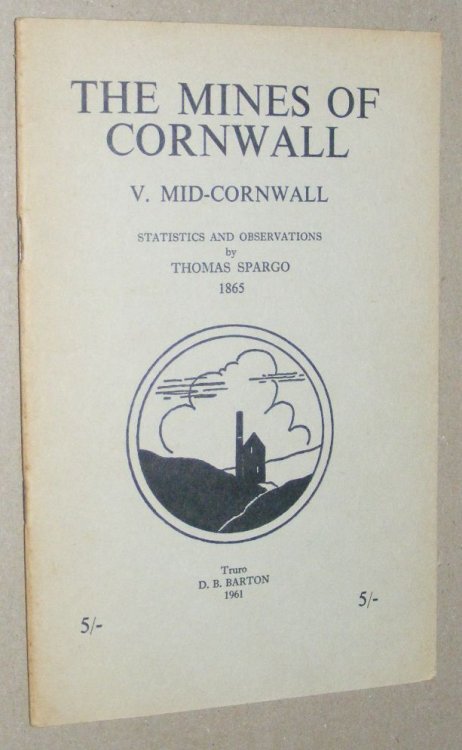 THE MINES OF
CORNWALL
V. MID-CORNWALL
STATISTICS AND OBSERVATIONS
by
THOMAS SPARGO
1865
Truro
D. B. BARTON
1961
5/-
5/-